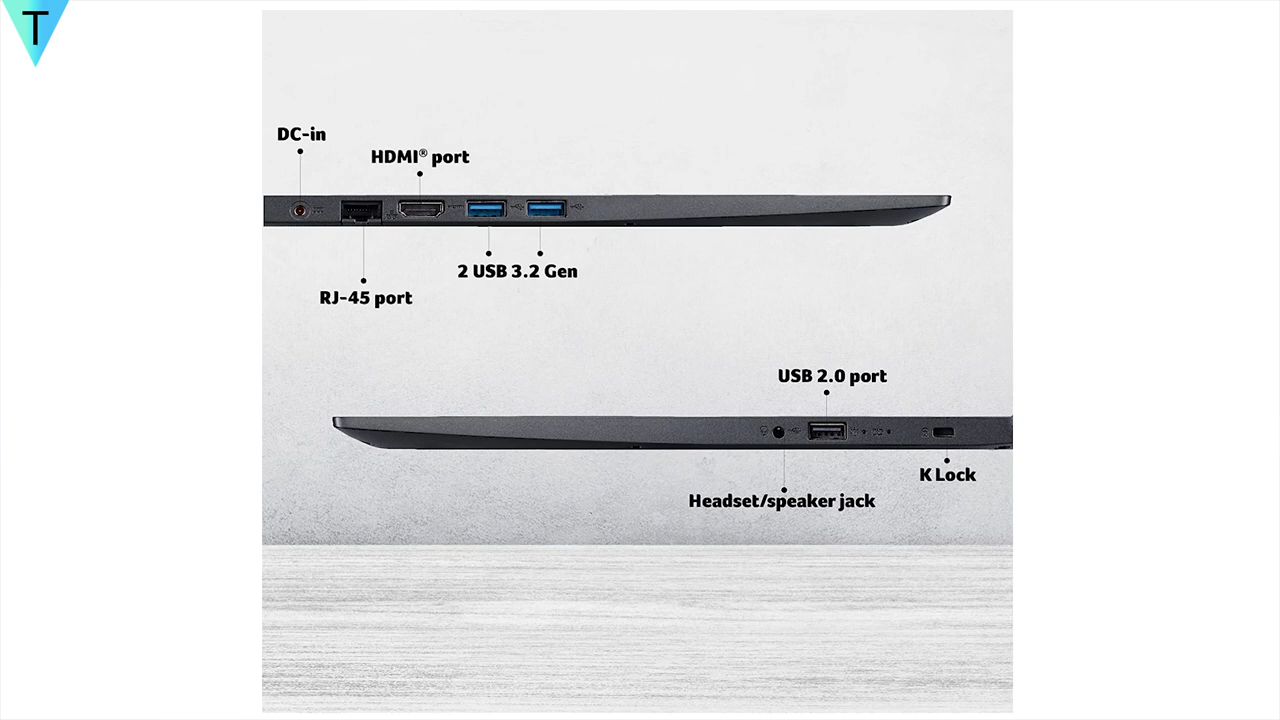 T
DC-in
HDMI® port
RJ-45 port
2 USB 3.2 Gen
USB 2.0 port
Headset/speaker jack
K Lock